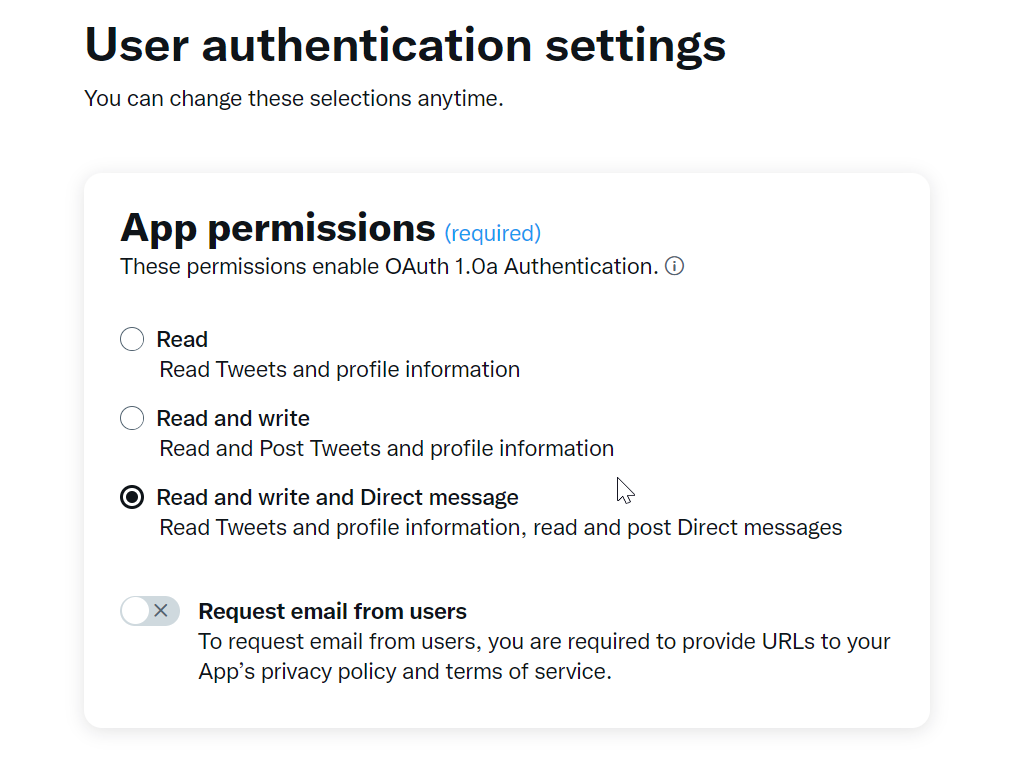 User authentication settings
You can change these selections anytime.
App permissions (required)
These permissions enable OAuth 1.0a Authentication.
Read
Read Tweets and profile information
Read and write
Read and Post Tweets and profile information
Read and write and Direct message
Read Tweets and profile information, read and post Direct messages
Request email from users
To request email from users, you are required to provide URLs to your
App’s privacy policy and terms of service.